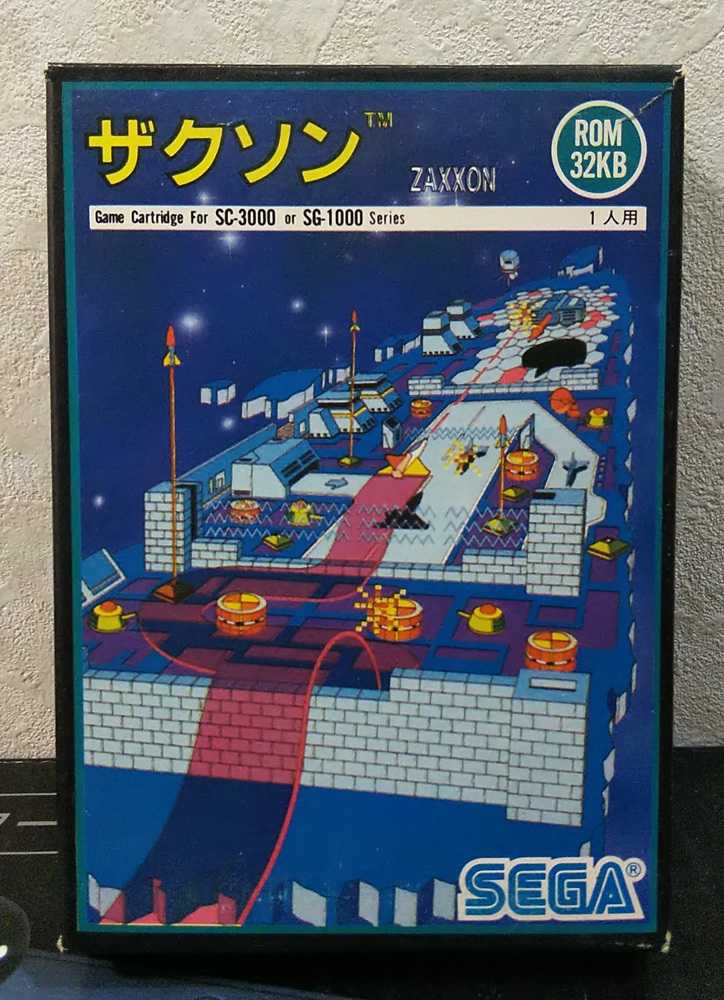 ザクソン™
ZAXXON
ROM
32KB
Game Cartridge For SC-3000 or SG-1000 Series
1人用
SEGA®